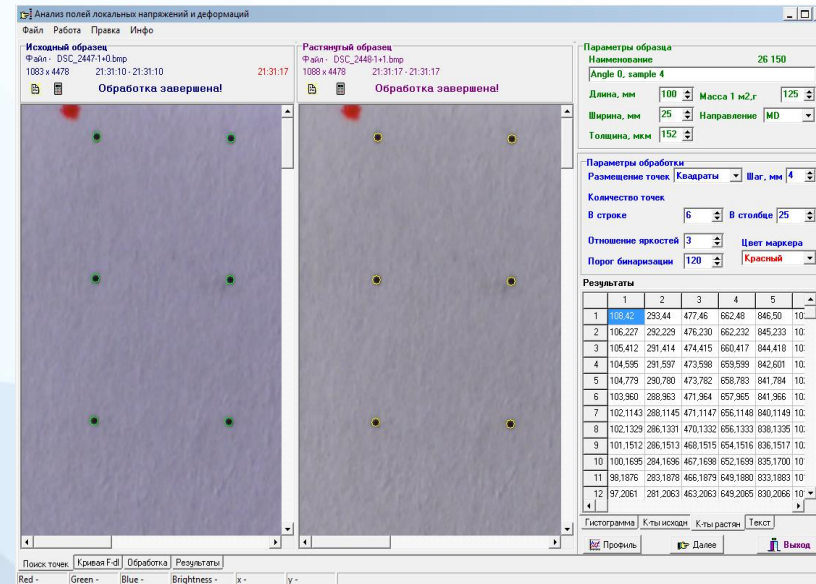 Анализ полей локальных напряжений и деформаций
Файл Работа Правка Инфо
Исходный образец
Файл - DSC_2447-1+0.bmp
1083 x 4478 21:31:10 - 21:31:10 21:31:17
Обработка завершена!
Растянутый образец
Файл - DSC_2448-1+1.bmp
1088 x 4478 21:31:17 - 21:31:17
Обработка завершена!
Параметры образца
Наименование 26 150
Angle 0, sample 4
Длина, мм 100 Масса 1 м2,г 125
Ширина, мм 25 Направление MD
Толщина, мкм 152
Параметры обработки
Размещение точек Квадраты Шаг, мм 4
Количество точек
В строке 6 В столбце 25
Отношение яркостей 3 Цвет маркера
Порог бинаризации 120 Красный
Результаты
1 2 3 4 5
1 108,42 293,44 477,46 662,48 846,50 10
2 106,227 292,229 476,230 662,232 845,233 10
3 105,412 291,414 474,415 660,417 844,418 10
4 104,595 291,597 473,598 659,599 842,601 10
5 104,779 290,780 473,782 658,783 841,784 10
6 103,960 288,963 471,964 657,965 841,966 10
7 102,1143 288,1145 471,1147 656,1148 840,1149 10
8 102,1329 286,1331 470,1332 656,1333 838,1335 10
9 101,1512 286,1513 468,1515 654,1516 836,1517 10
10 100,1695 284,1696 467,1698 652,1699 835,1700 10
11 98,1876 283,1878 466,1879 649,1880 833,1883 10
12 97,2061 281,2063 463,2063 649,2065 830,2066 10
Гистограмма К-ты исходн К-ты растян Текст
Профиль Далее Выход
Поиск точек Кривая F-dl Обработка Результаты
Red - Green - Blue - Brightness - x - y -